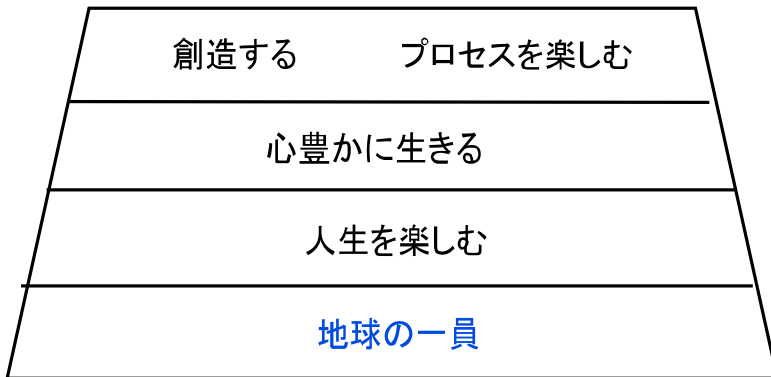 創造する　　　プロセスを楽しむ
心豊かに生きる
人生を楽しむ
地球の一員